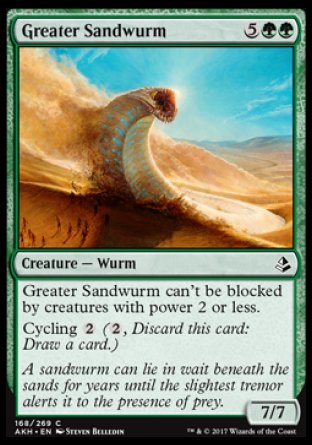 Greater Sandwurm 5
Creature — Wurm
Greater Sandwurm can't be blocked
by creatures with power 2 or less.
Cycling 2 (2, Discard this card:
Draw a card.)
A sandwurm can lie in wait beneath the
sands for years until the slightest tremor
alerts it to the presence of prey.
7/7
168/269 C
AKH • EN Steven Belledin ™ & © 2017 Wizards of the Coast